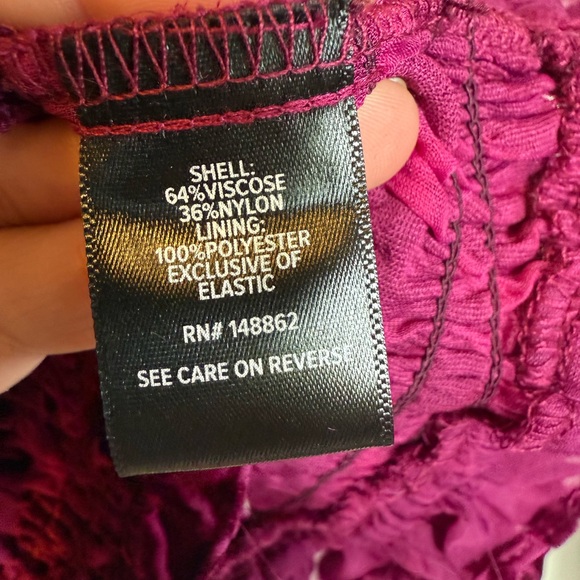 SHELL:
64%VISCOSE
36%NYLON
LINING:
100%POLYESTER
EXCLUSIVE OF
ELASTIC
RN# 148862
SEE CARE ON REVERSE